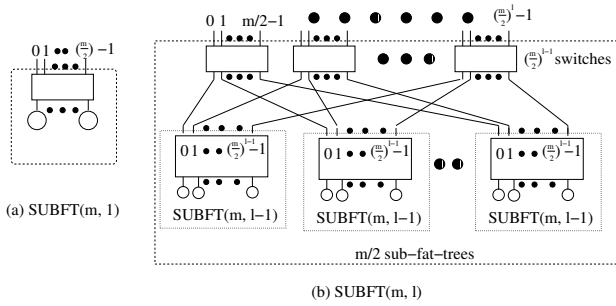 0 1 (m/2) −1
(a) SUBFT(m, 1)
0 1 m/2−1 (m/2)^l −1
(m/2)^{l−1} switches
0 1 (m/2)^{l−1} −1 0 1 (m/2)^{l−1} −1 0 1 (m/2)^{l−1} −1
SUBFT(m, l−1) SUBFT(m, l−1) SUBFT(m, l−1)
m/2 sub−fat−trees
(b) SUBFT(m, l)